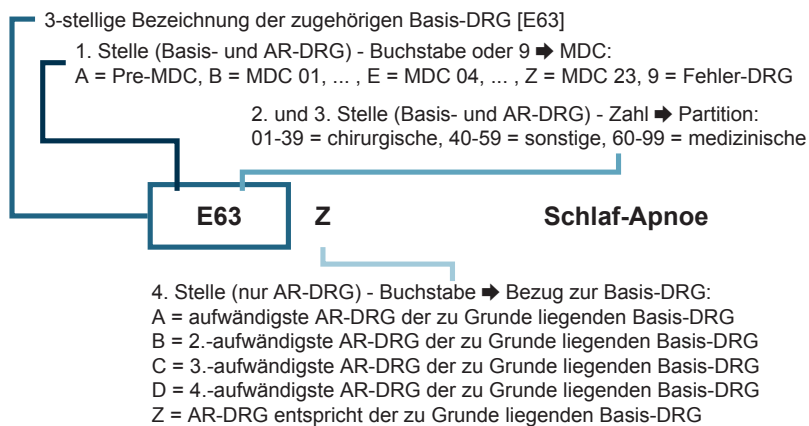 3-stellige Bezeichnung der zugehörigen Basis-DRG [E63]
1. Stelle (Basis- und AR-DRG) - Buchstabe oder 9 ➡ MDC:
A = Pre-MDC, B = MDC 01, ... , E = MDC 04, ... , Z = MDC 23, 9 = Fehler-DRG
2. und 3. Stelle (Basis- und AR-DRG) - Zahl ➡ Partition:
01-39 = chirurgische, 40-59 = sonstige, 60-99 = medizinische
E63 Z Schlaf-Apnoe
4. Stelle (nur AR-DRG) - Buchstabe ➡ Bezug zur Basis-DRG:
A = aufwändigste AR-DRG der zu Grunde liegenden Basis-DRG
B = 2.-aufwändigste AR-DRG der zu Grunde liegenden Basis-DRG
C = 3.-aufwändigste AR-DRG der zu Grunde liegenden Basis-DRG
D = 4.-aufwändigste AR-DRG der zu Grunde liegenden Basis-DRG
Z = AR-DRG entspricht der zu Grunde liegenden Basis-DRG